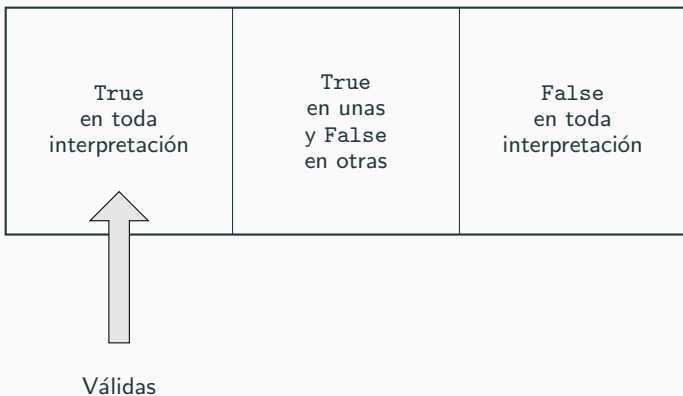 True
en toda
interpretación
True
en unas
y False
en otras
False
en toda
interpretación
Válidas